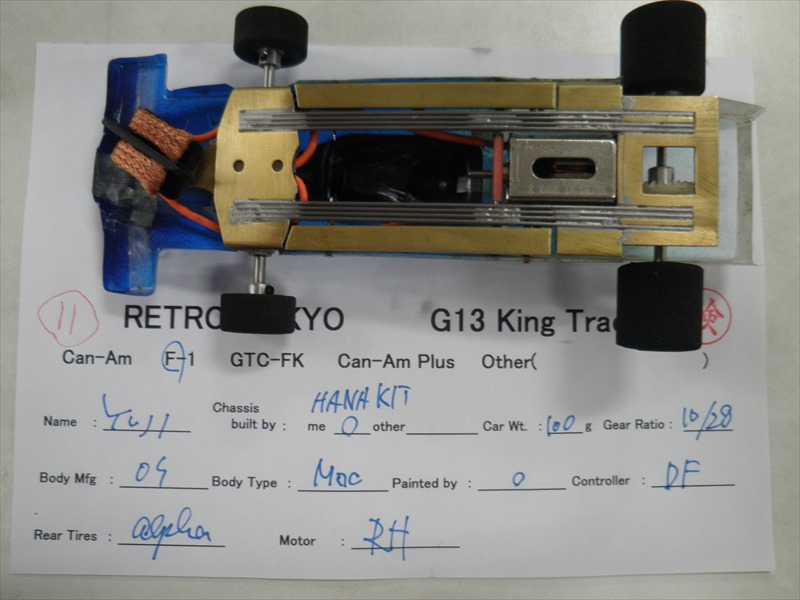 11 RETRO KYO G13 King Tra 検
Can-Am F-1 GTC-FK Can-Am Plus Other( )
HANA KIT
Name : YUJI Chassis built by : me O other Car Wt. : 100 g Gear Ratio : 10/28
Body Mfg : OS Body Type : Mac Painted by : O Controller : DF
Rear Tires : alpha Motor : RH